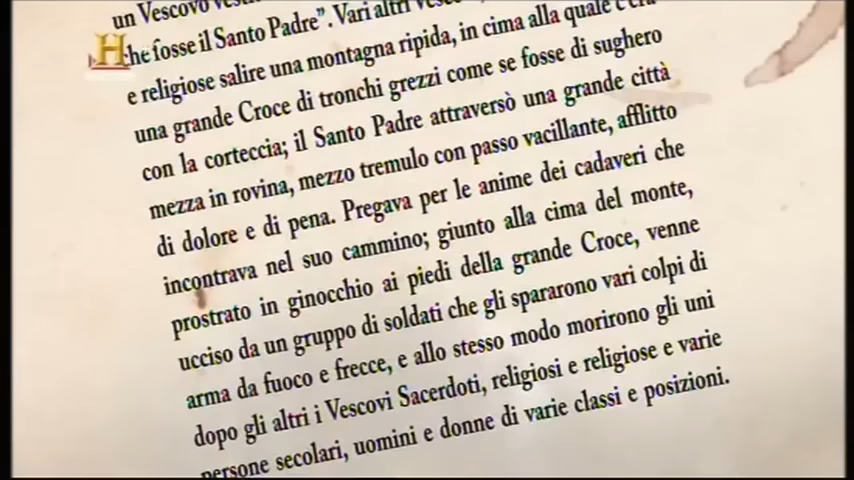 un Vescovo
che fosse il Santo Padre”. Vari altri
e religiose salire una montagna ripida, in cima alla quale
una grande Croce di tronchi grezzi come se fosse di sughero
con la corteccia; il Santo Padre attraversò una grande città
mezza in rovina, mezzo tremulo con passo vacillante, afflitto
di dolore e di pena. Pregava per le anime dei cadaveri che
incontrava nel suo cammino; giunto alla cima del monte,
prostrato in ginocchio ai piedi della grande Croce, venne
ucciso da un gruppo di soldati che gli spararono vari colpi di
arma da fuoco e frecce, e allo stesso modo morirono gli uni
dopo gli altri i Vescovi Sacerdoti, religiosi e religiose e varie
persone secolari, uomini e donne di varie classi e posizioni.
H